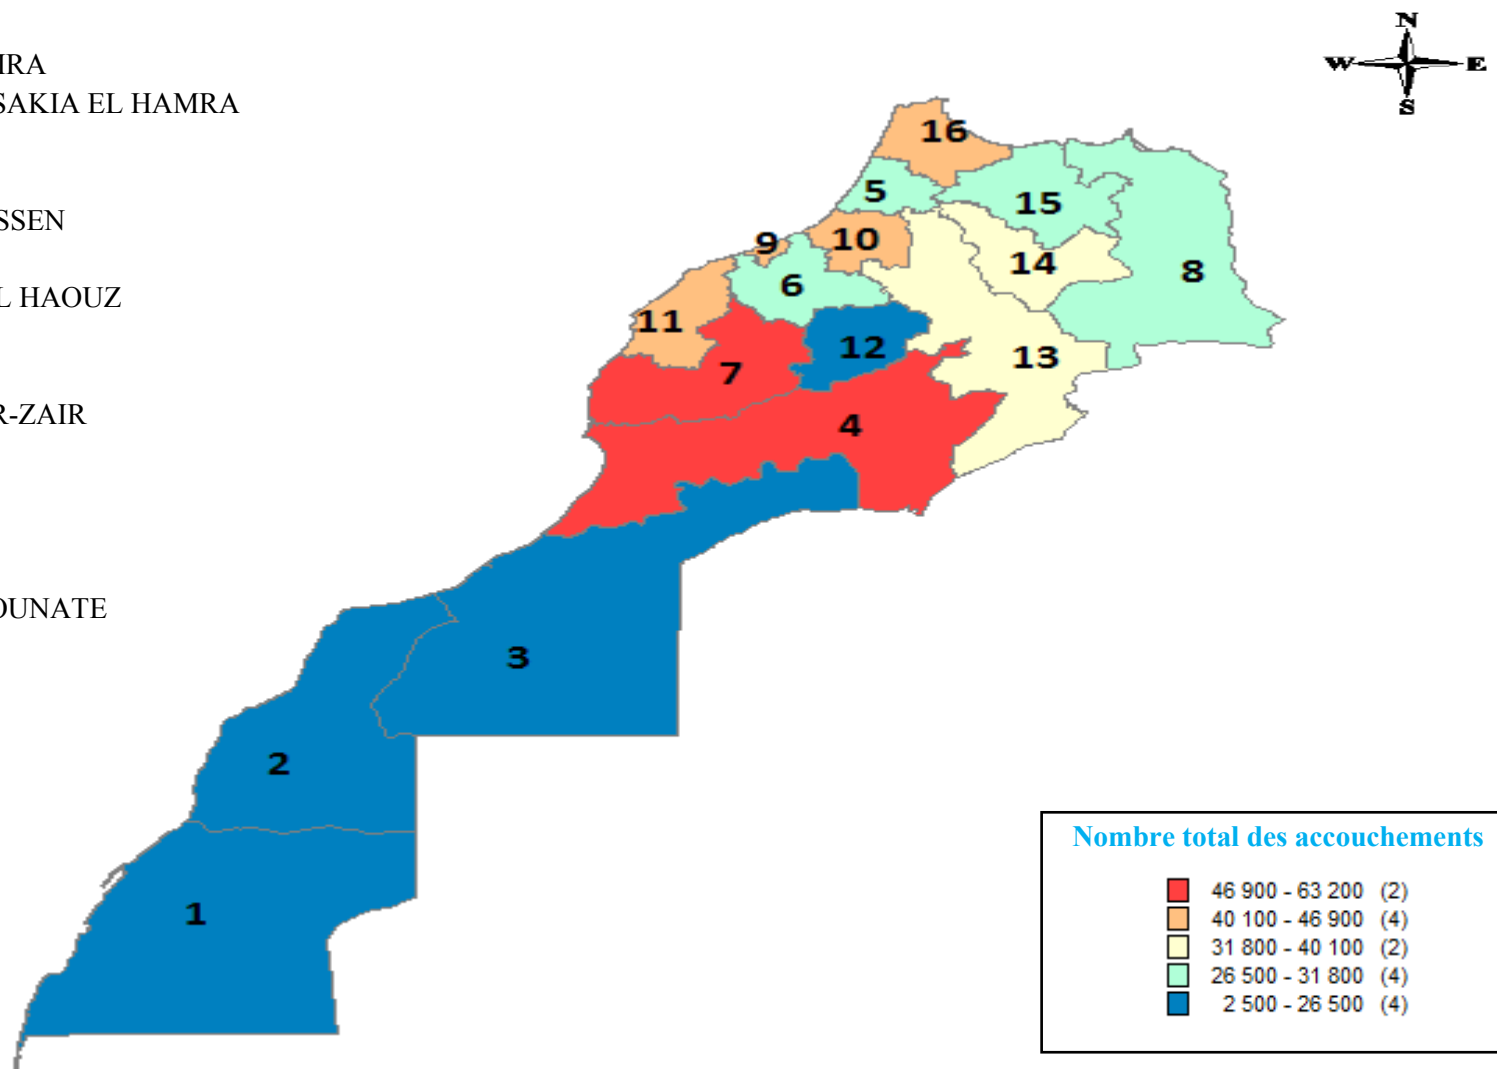 N
W E
S
IRA
SAKIA EL HAMRA
SSEN
L HAOUZ
R-ZAIR
OUNATE
16
5
15
9
10
14
8
6
11
12
13
7
4
3
2
1
Nombre total des accouchements
46 900 - 63 200 (2)
40 100 - 46 900 (4)
31 800 - 40 100 (2)
26 500 - 31 800 (4)
2 500 - 26 500 (4)